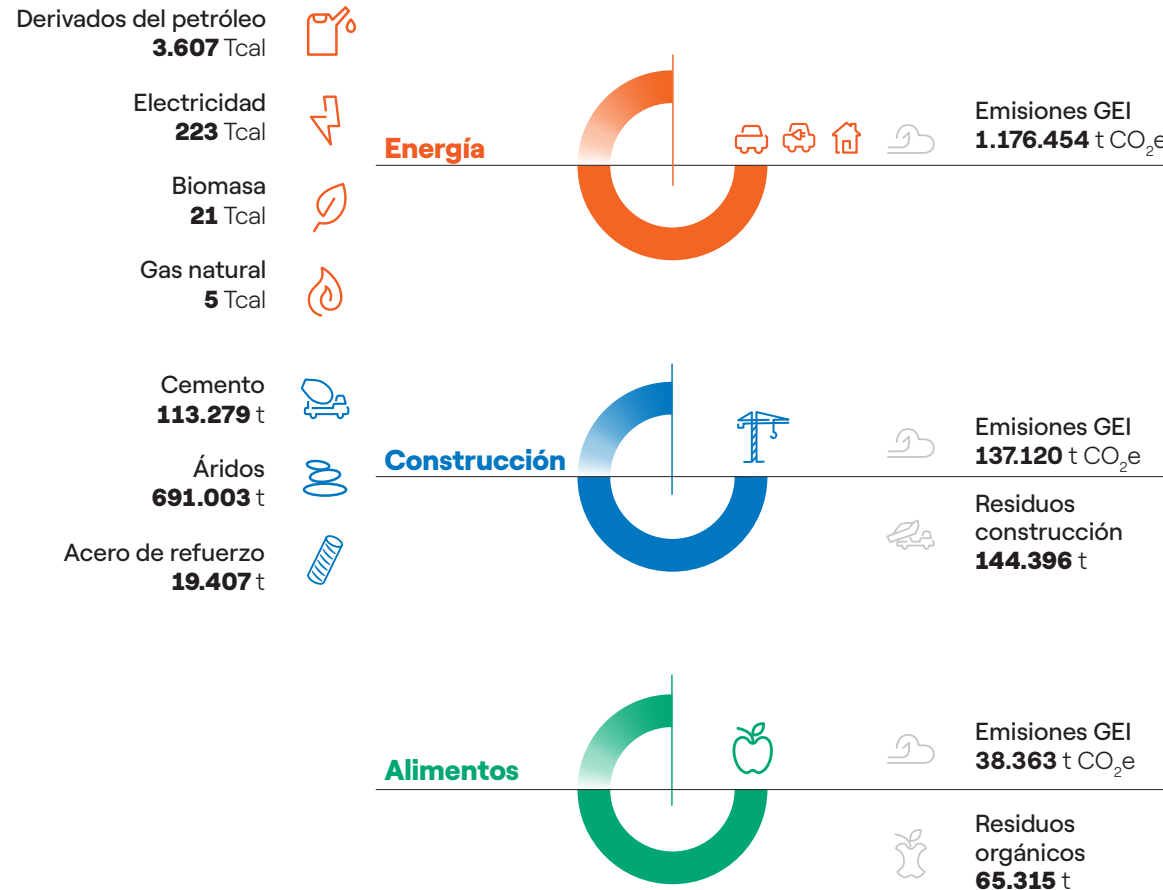 Derivados del petróleo
3.607 Tcal
Electricidad
223 Tcal
Biomasa
21 Tcal
Gas natural
5 Tcal
Energía
Emisiones GEI
1.176.454 t CO₂e
Cemento
113.279 t
Áridos
691.003 t
Acero de refuerzo
19.407 t
Construcción
Emisiones GEI
137.120 t CO₂e
Residuos
construcción
144.396 t
Alimentos
Emisiones GEI
38.363 t CO₂e
Residuos
orgánicos
65.315 t